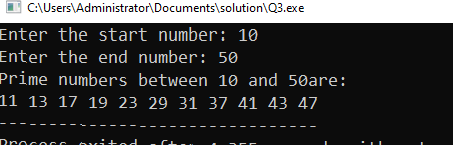 C:\Users\Administrator\Documents\solution\Q3.exe
Enter the start number: 10
Enter the end number: 50
Prime numbers between 10 and 50are:
11 13 17 19 23 29 31 37 41 43 47
--------------------------------